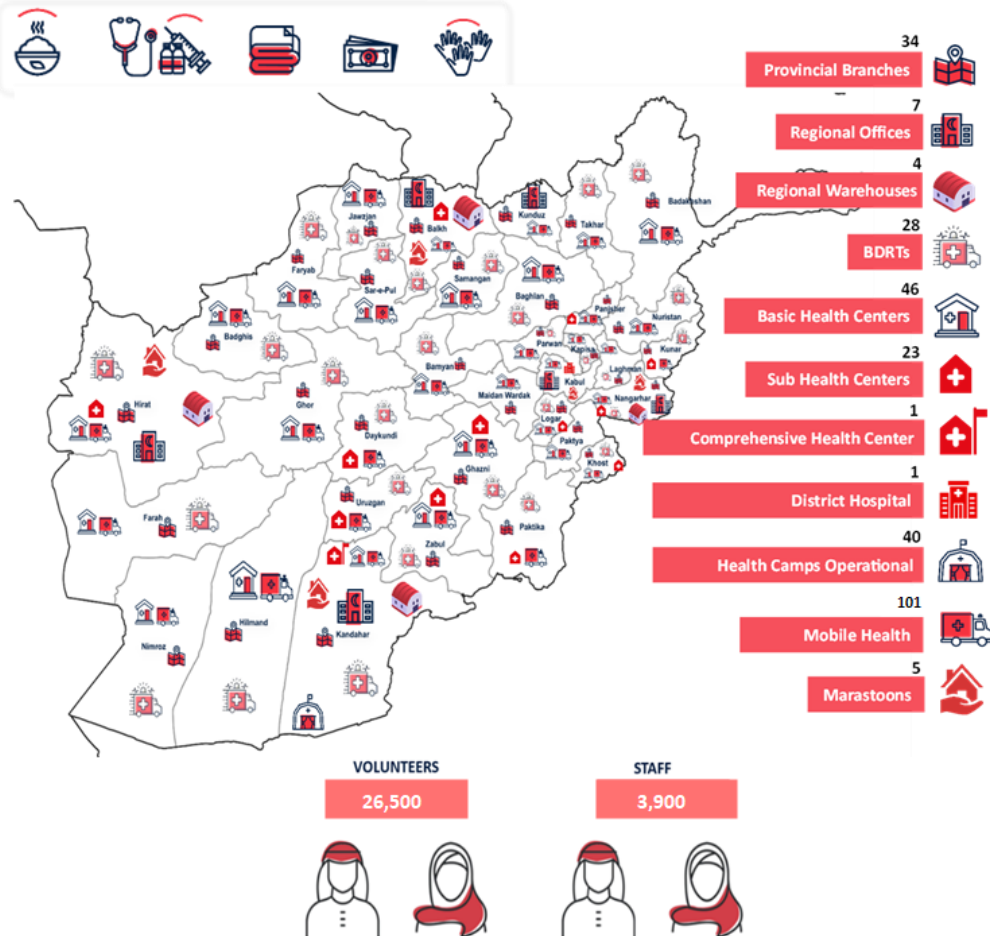 34
Provincial Branches
7
Regional Offices
4
Regional Warehouses
28
BDRTs
46
Basic Health Centers
23
Sub Health Centers
1
Comprehensive Health Center
1
District Hospital
40
Health Camps Operational
101
Mobile Health
5
Marastoons
Badakhshan
Jawzjan
Balkh
Kunduz
Takhar
Faryab
Sar-e-Pul
Samangan
Baghlan
Panjsher
Nuristan
Badghis
Parwan
Kapisa
Kunar
Bamyan
Laghman
Kabul
Maidan Wardak
Nangarhar
Hirat
Ghor
Logar
Daykundi
Paktya
Khost
Ghazni
Uruzgan
Farah
Paktika
Zabul
Hilmand
Kandahar
Nimroz
VOLUNTEERS
26,500
STAFF
3,900